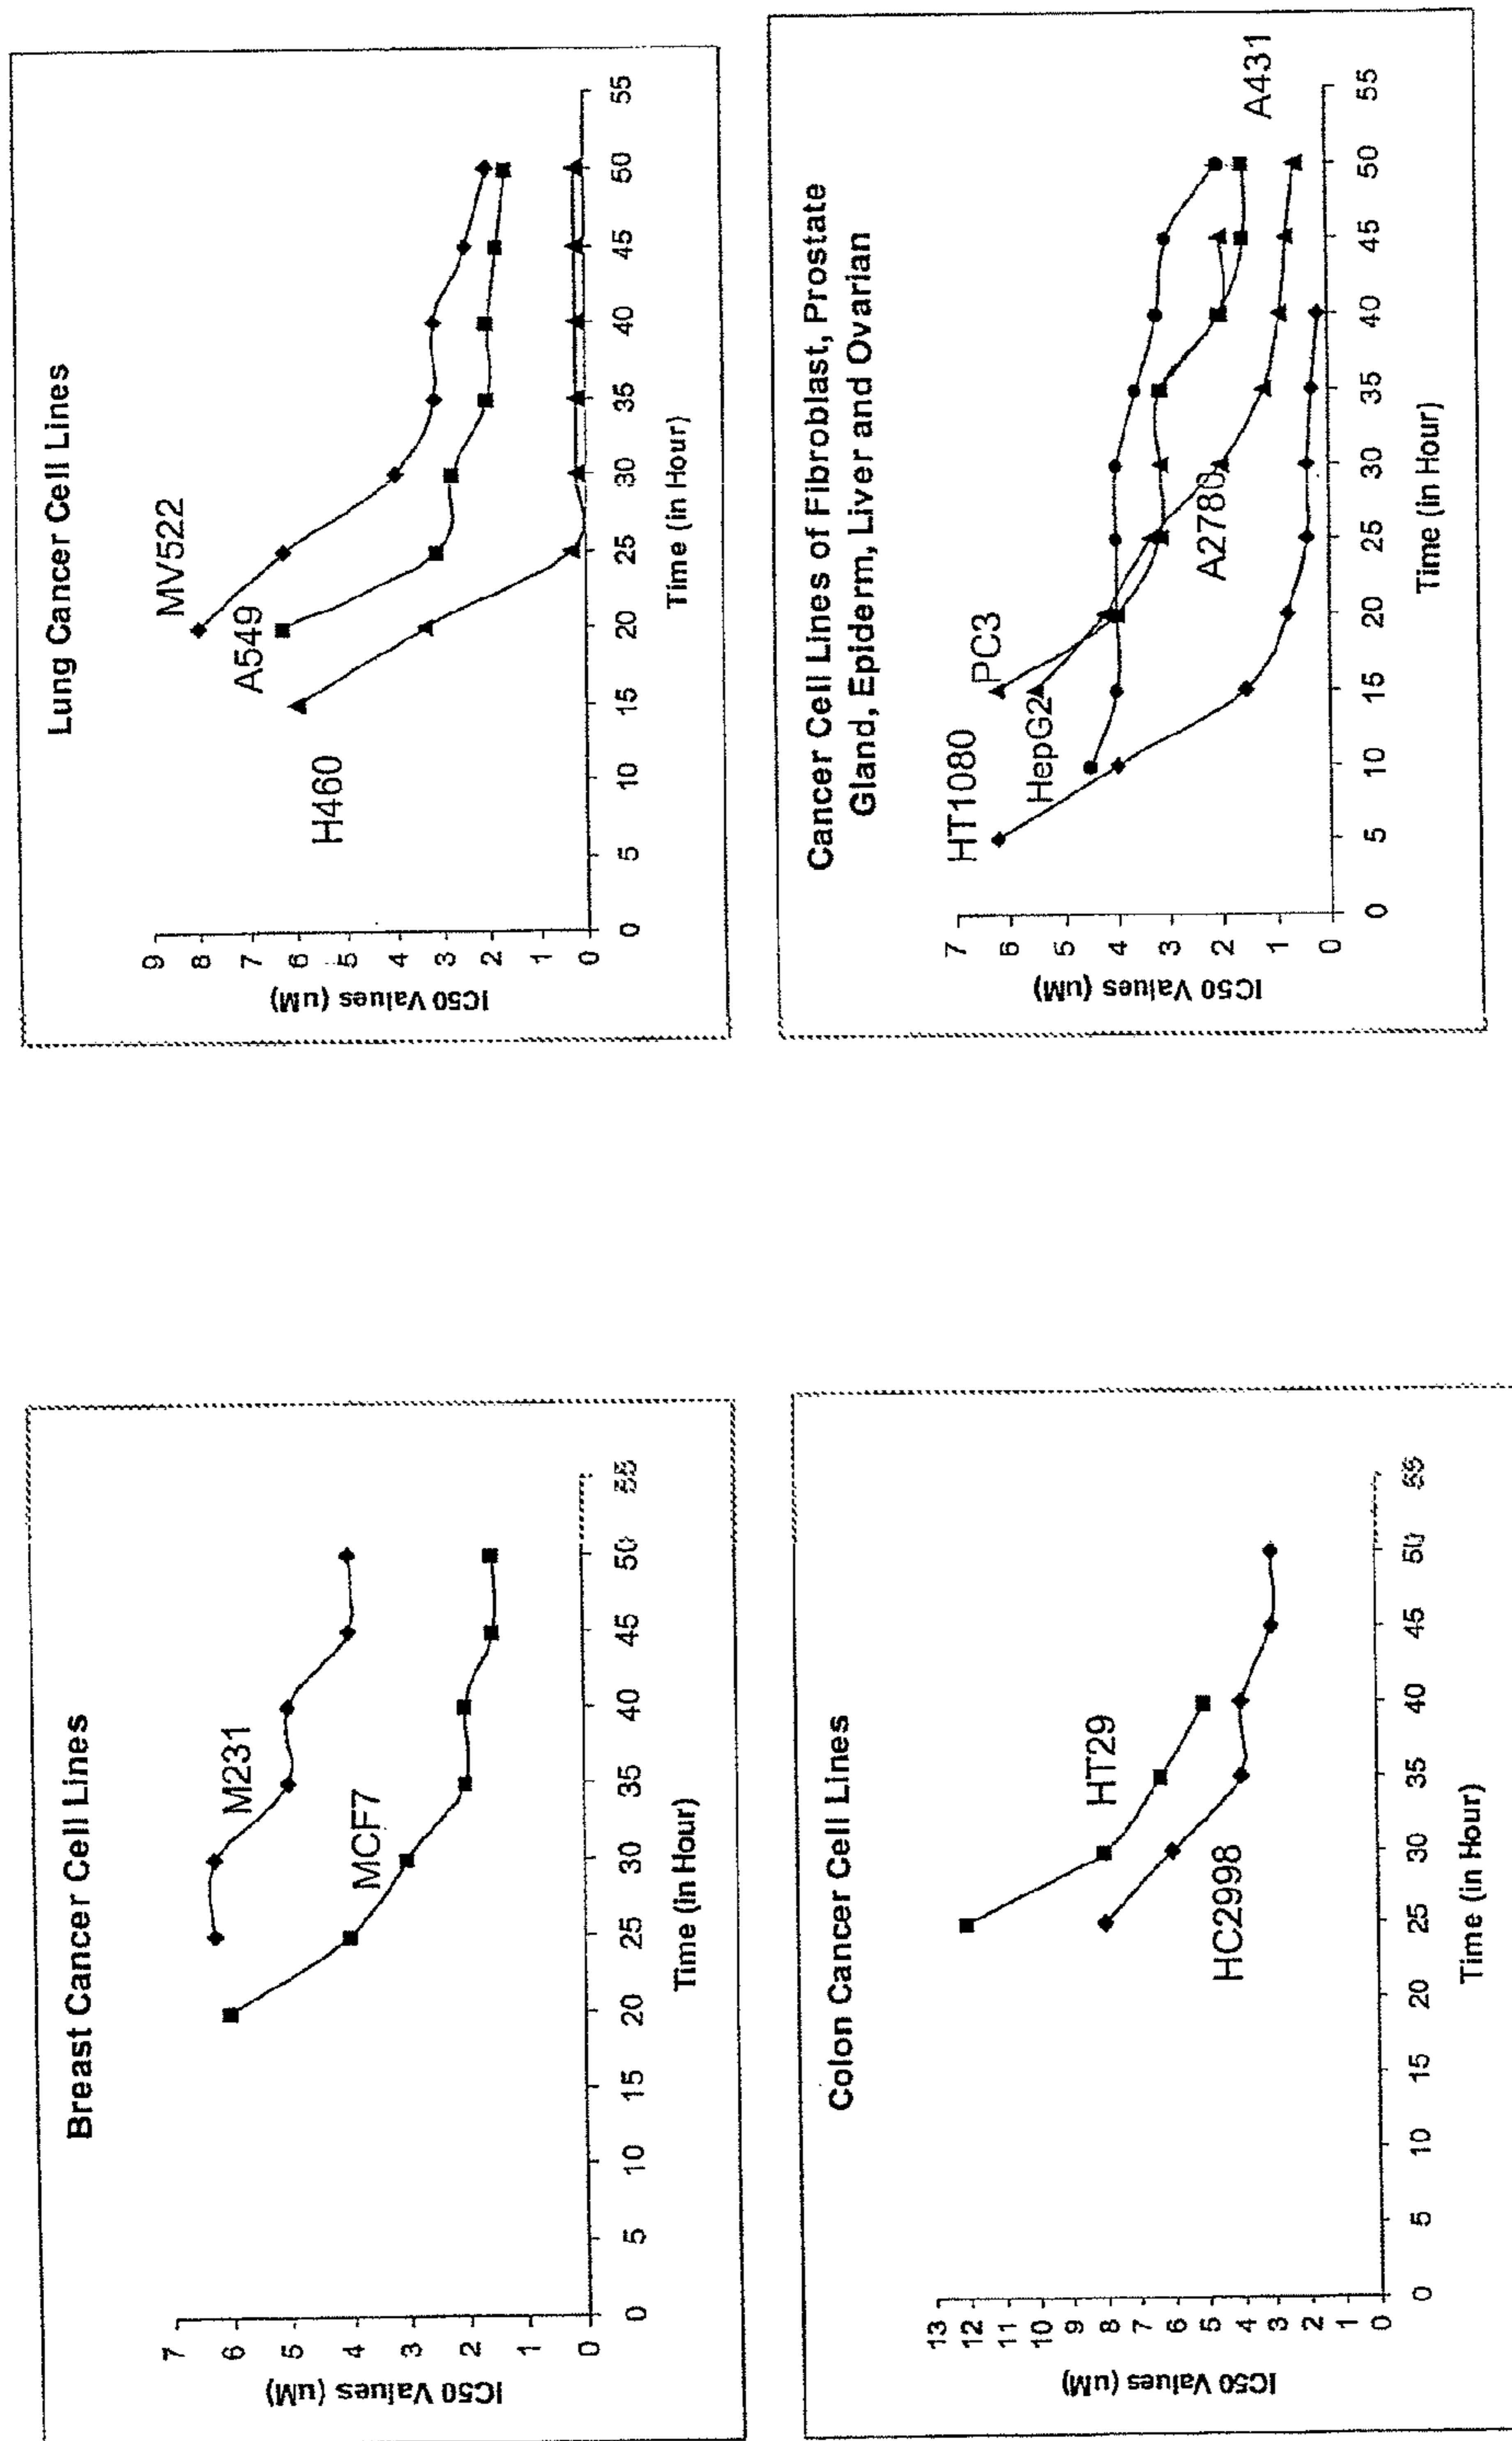 Breast Cancer Cell Lines
7
6
5
4
3
2
1
0
IC50 Values (uM)
M231
MCF7
0 5 10 15 20 25 30 35 40 45 50 55
Time (in Hour)
Lung Cancer Cell Lines
9
8
7
6
5
4
3
2
1
0
IC50 Values (uM)
MV522
A549
H460
0 5 10 15 20 25 30 35 40 45 50 55
Time (in Hour)
Colon Cancer Cell Lines
13
12
11
10
9
8
7
6
5
4
3
2
1
0
IC50 Values (uM)
HT29
HC2998
0 5 10 15 20 25 30 35 40 45 50 55
Time (in Hour)
Cancer Cell Lines of Fibroblast, Prostate
Gland, Epiderm, Liver and Ovarian
7
6
5
4
3
2
1
0
IC50 Values (uM)
HT1080
PC3
HepG2
A2780
A431
0 5 10 15 20 25 30 35 40 45 50 55
Time (in Hour)